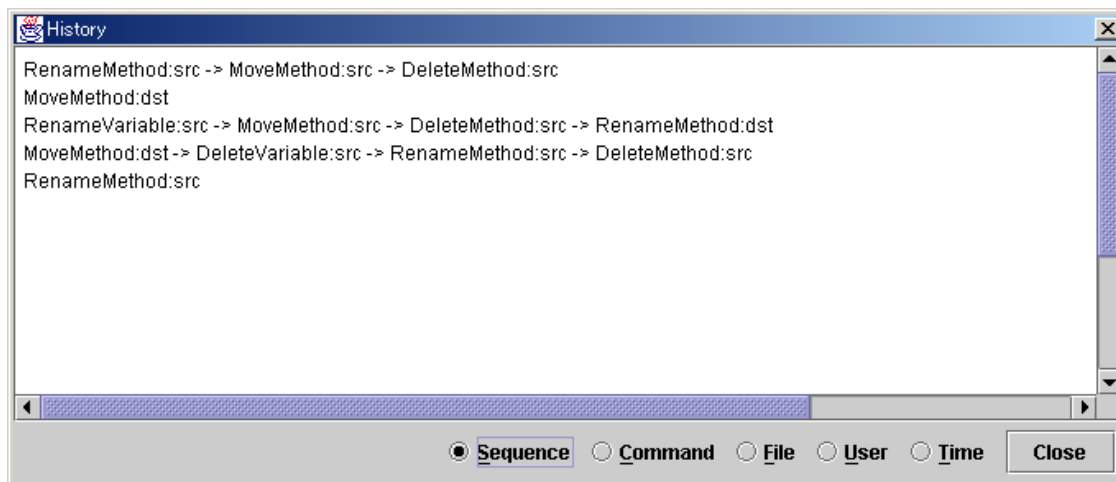 History
RenameMethod:src -> MoveMethod:src -> DeleteMethod:src
MoveMethod:dst
RenameVariable:src -> MoveMethod:src -> DeleteMethod:src -> RenameMethod:dst
MoveMethod:dst -> DeleteVariable:src -> RenameMethod:src -> DeleteMethod:src
RenameMethod:src
Sequence Command File User Time Close